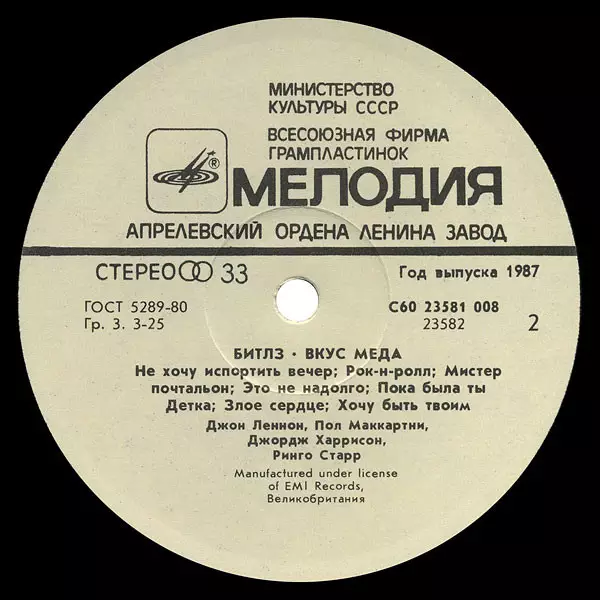 МИНИСТЕРСТВО
КУЛЬТУРЫ СССР
ВСЕСОЮЗНАЯ ФИРМА
ГРАМПЛАСТИНОК
®
МЕЛОДИЯ
АПРЕЛЕВСКИЙ ОРДЕНА ЛЕНИНА ЗАВОД
СТЕРЕО 33
Год выпуска 1987
ГОСТ 5289-80
Гр. 3. 3-25
С60 23581 008
23582
2
БИТЛЗ · ВКУС МЕДА
Не хочу испортить вечер; Рок-н-ролл; Мистер
почтальон; Это не надолго; Пока была ты
Детка; Злое сердце; Хочу быть твоим
Джон Леннон, Пол Маккартни,
Джордж Харрисон,
Ринго Старр
Manufactured under license
of EMI Records,
Великобритания